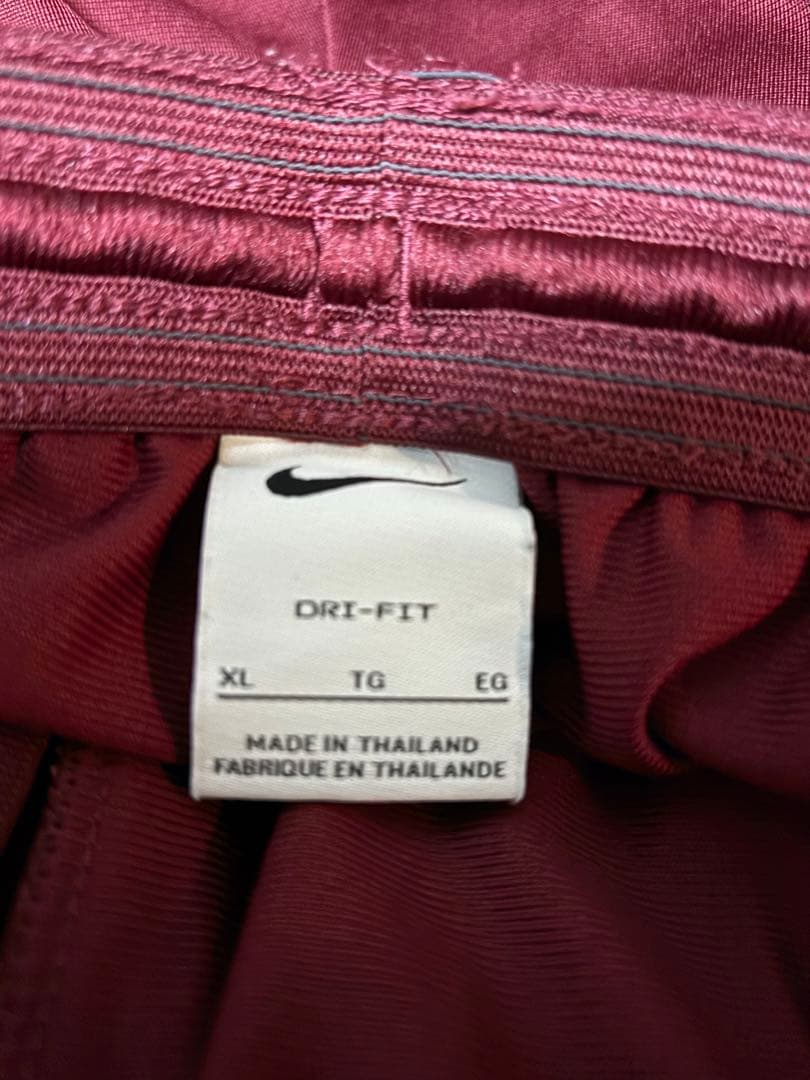 DRI-FIT
XL TG EG
MADE IN THAILAND
FABRIQUE EN THAILANDE